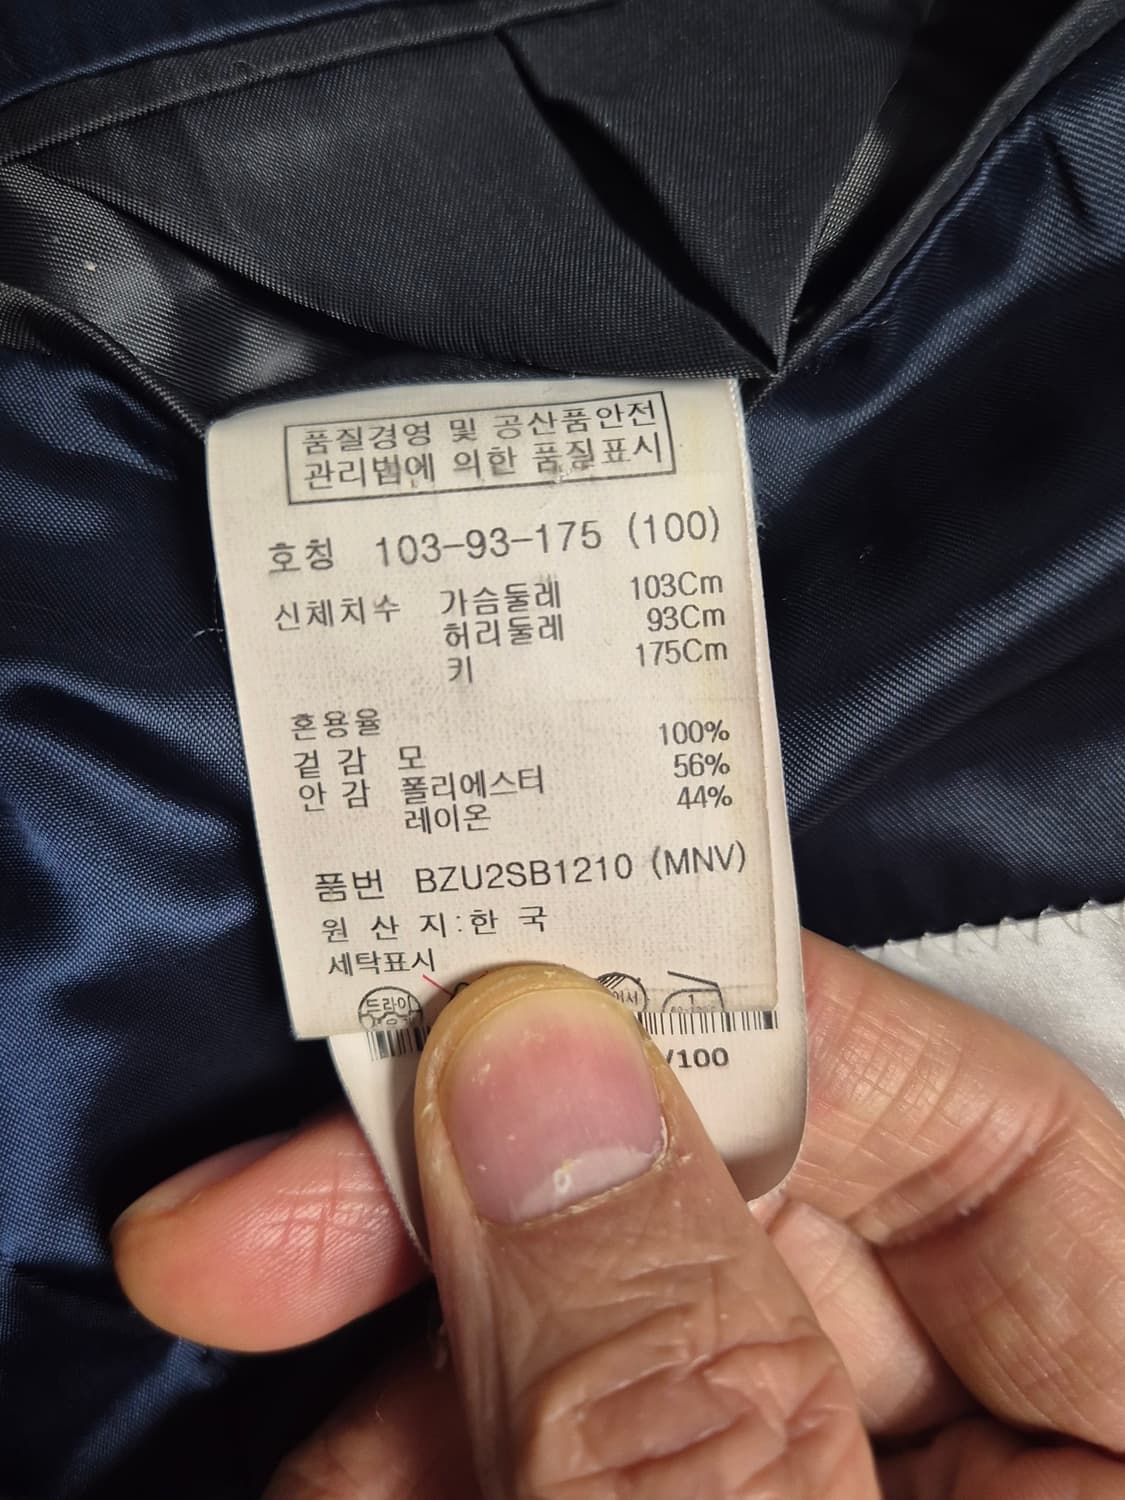 품질경영 및 공산품안전
관리법에 의한 품질표시
호칭 103-93-175 (100)
신체치수 가슴둘레 103Cm
허리둘레 93Cm
키 175Cm
혼용율
겉 감 모 100%
안 감 폴리에스터 56%
레이온 44%
품번 BZU2SB1210 (MNV)
원 산 지:한 국
세탁표시
드라이
/100